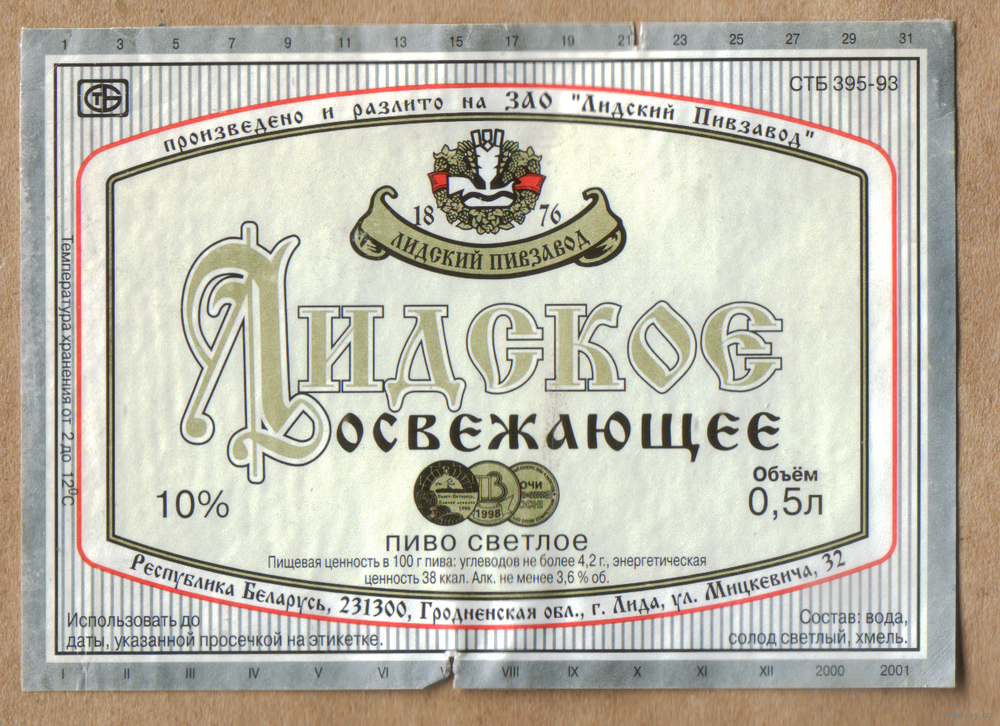 1 3 5 7 9 11 13 15 17 19 21 23 25 27 29 31
СТБ
СТБ 395-93
произведено и разлито на ЗАО "Лидский Пивзавод"
18 76
ЛИДСКИЙ ПИВЗАВОД
Температура хранения от 2 до 12°С
Лидское
ОСВЕЖАЮЩЕЕ
10%
1998
ОЧИ
Объём
0,5л
пиво светлое
Пищевая ценность в 100 г пива: углеводов не более 4,2 г., энергетическая
ценность 38 ккал. Алк. не менее 3,6 % об.
Республика Беларусь, 231300, Гродненская обл., г. Лида, ул. Мицкевича, 32
Использовать до
даты, указанной просечкой на этикетке.
Состав: вода,
солод светлый, хмель.
I II III IV V VI VIII IX X XI XII 2000 2001